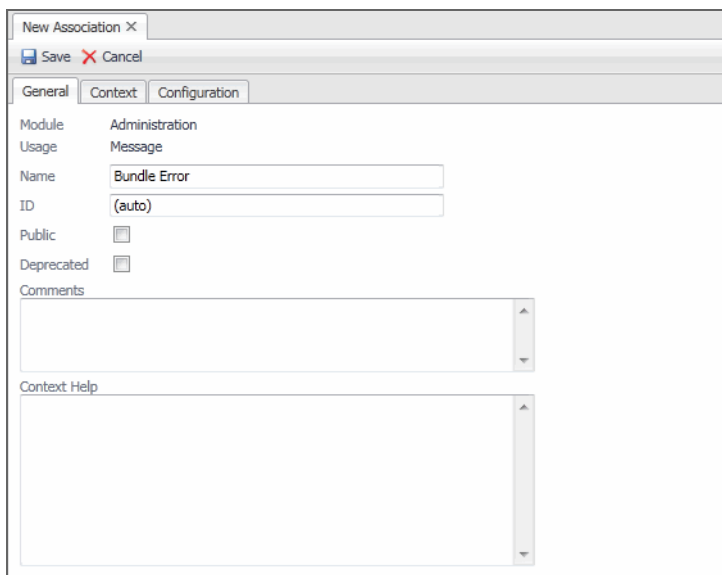 New Association
Save Cancel
General Context Configuration
Module Administration
Usage Message
Name Bundle Error
ID (auto)
Public
Deprecated
Comments
Context Help